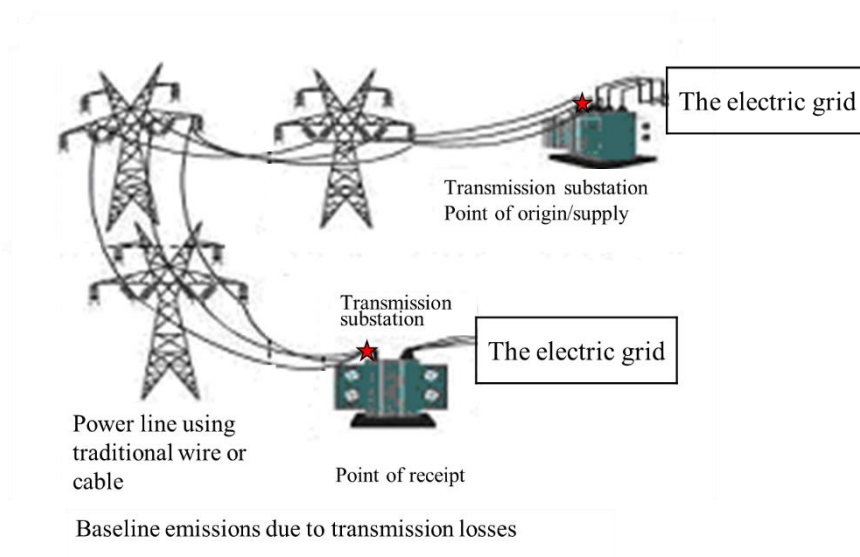 The electric grid
Transmission substation
Point of origin/supply
Transmission
substation
The electric grid
Power line using
traditional wire or
cable
Point of receipt
Baseline emissions due to transmission losses